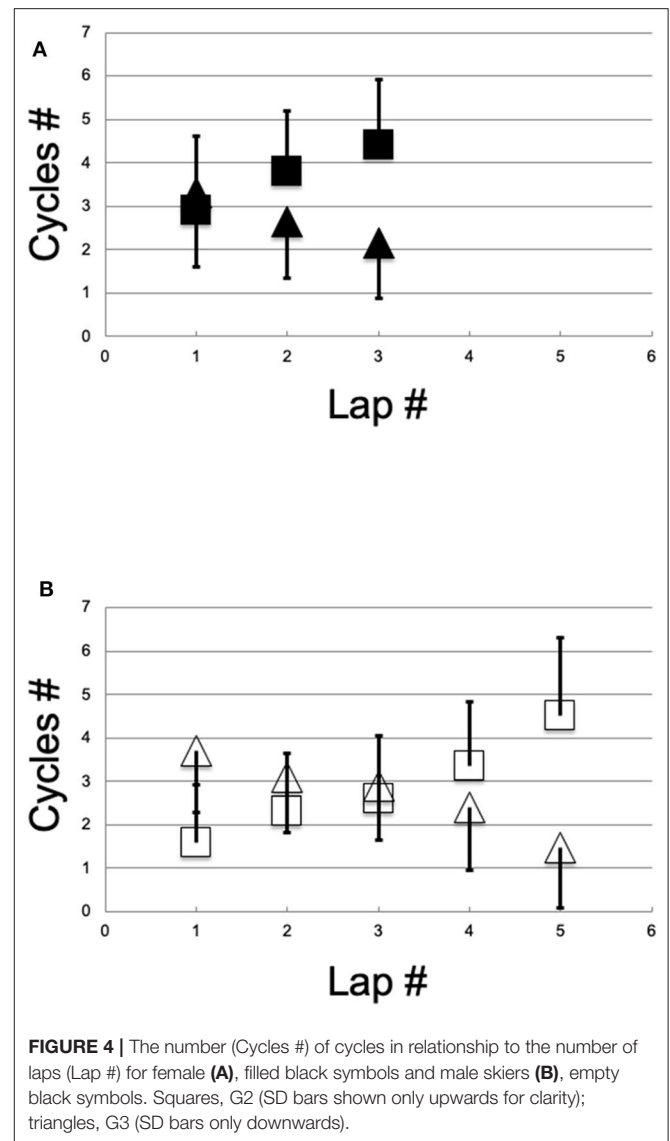 A
7
6
5
4
3
2
1
0
Cycles #
0 1 2 3 4 5 6
Lap #
B
7
6
5
4
3
2
1
0
Cycles #
0 1 2 3 4 5 6
Lap #
FIGURE 4 | The number (Cycles #) of cycles in relationship to the number of
laps (Lap #) for female (A), filled black symbols and male skiers (B), empty
black symbols. Squares, G2 (SD bars shown only upwards for clarity);
triangles, G3 (SD bars only downwards).